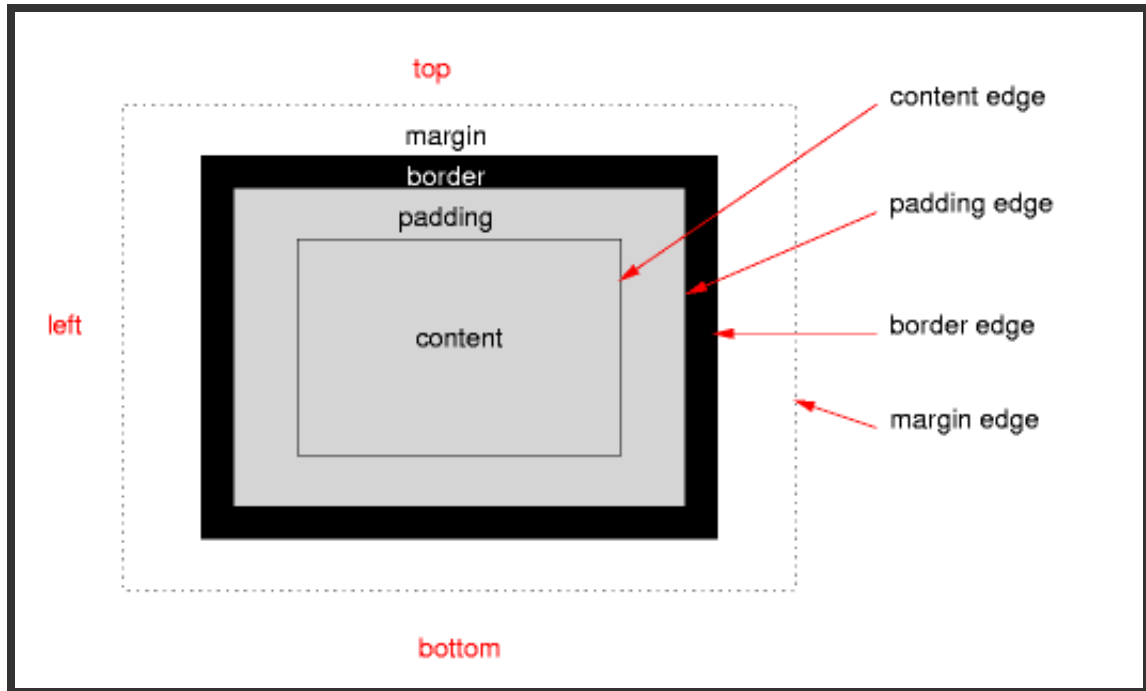 top
content edge
margin
border
padding edge
padding
left
border edge
content
margin edge
bottom